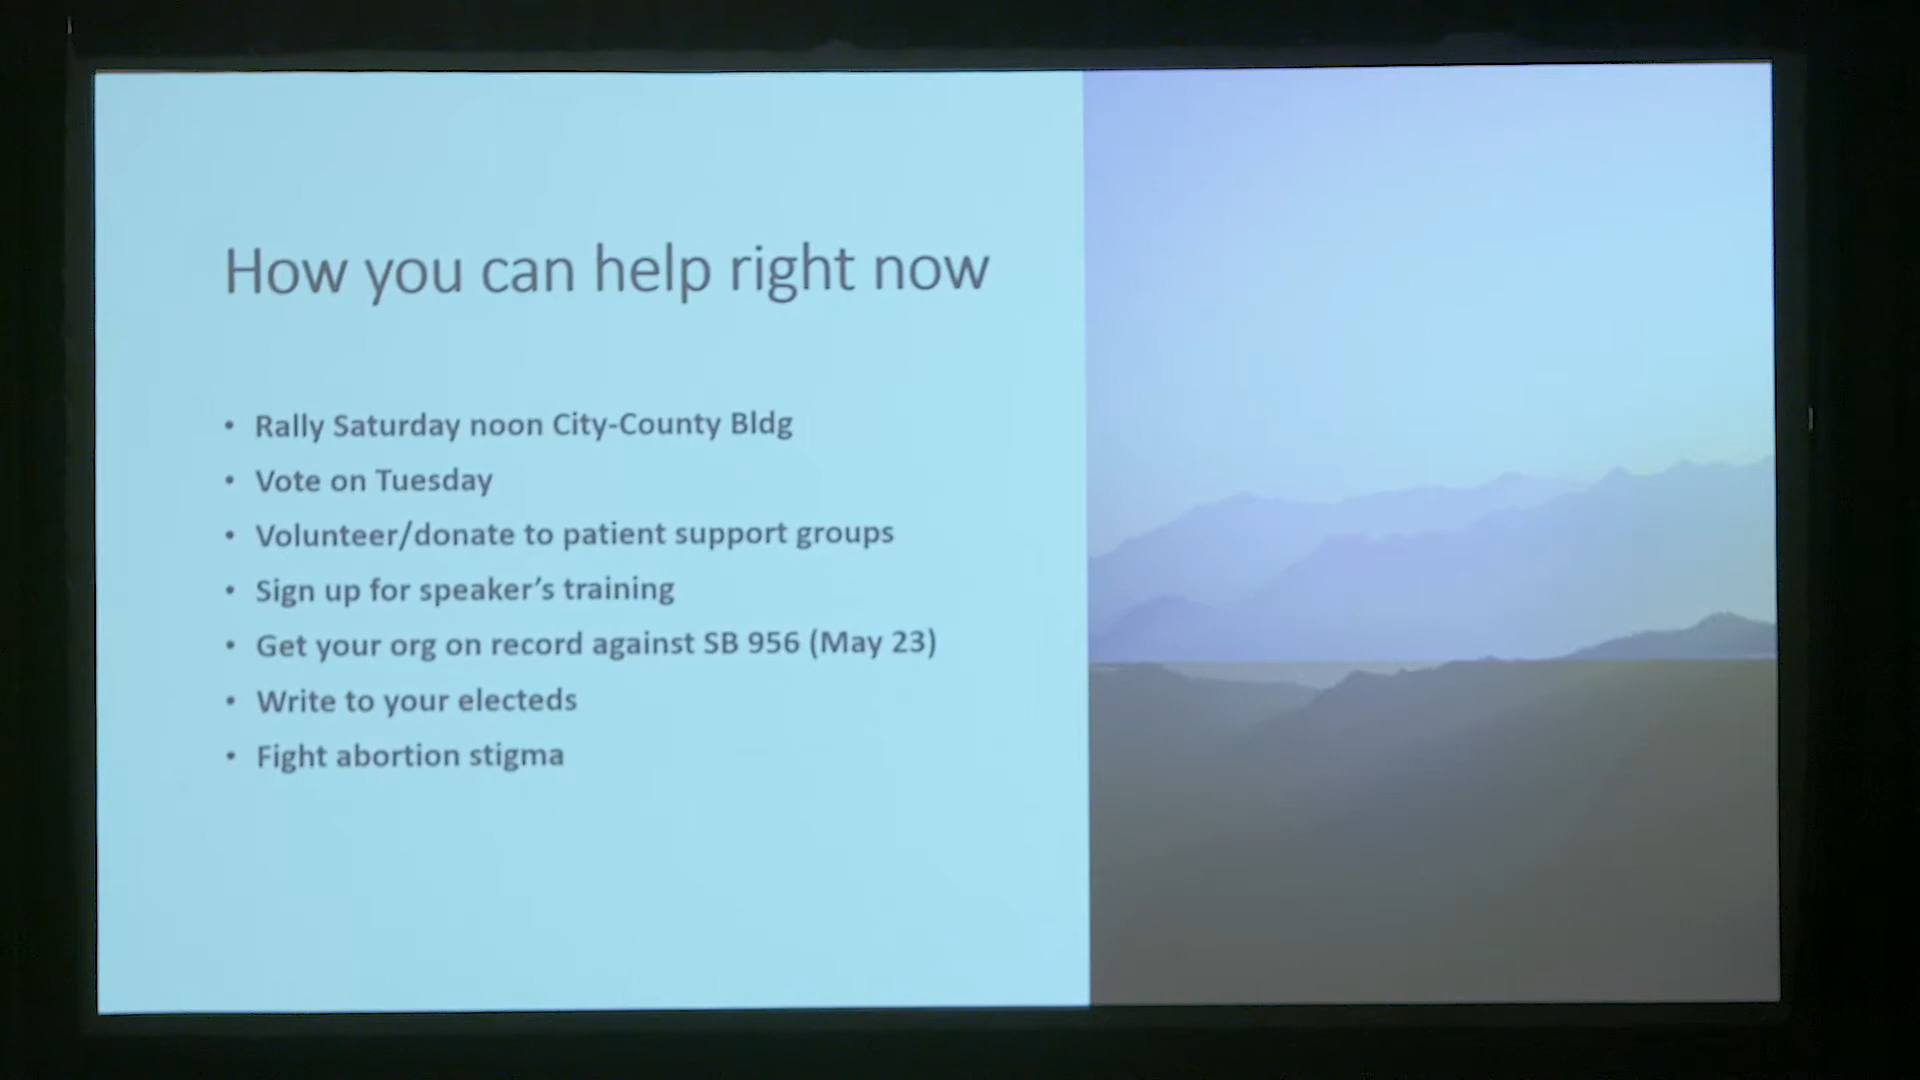 How you can help right now
• Rally Saturday noon City-County Bldg
• Vote on Tuesday
• Volunteer/donate to patient support groups
• Sign up for speaker’s training
• Get your org on record against SB 956 (May 23)
• Write to your electeds
• Fight abortion stigma